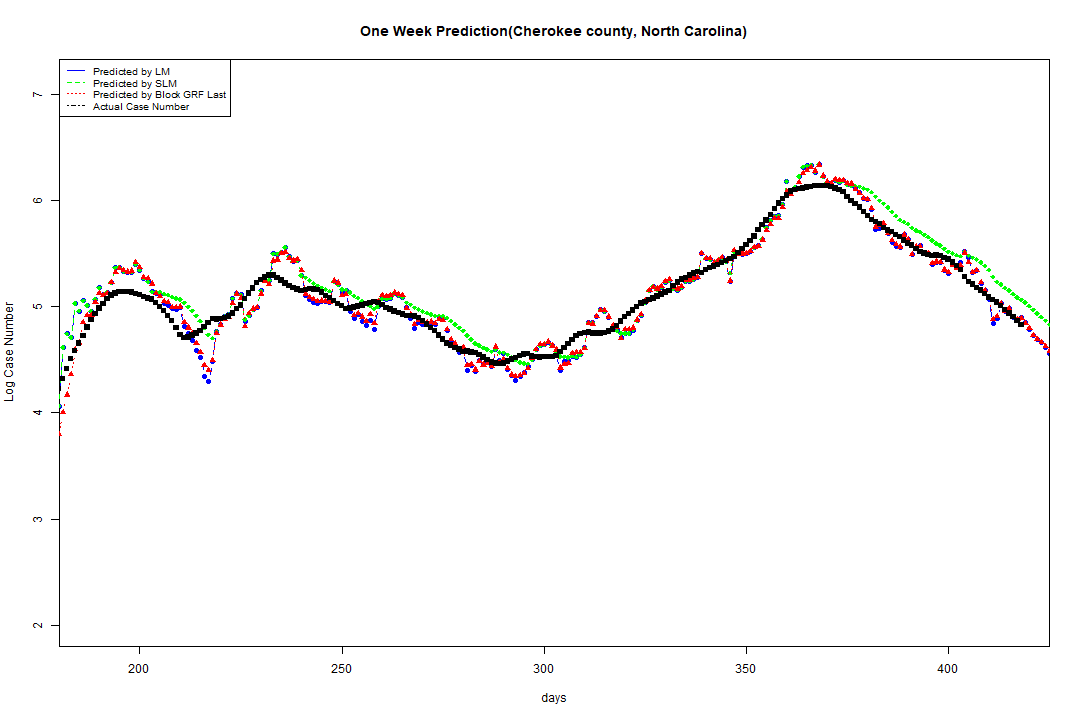 One Week Prediction(Cherokee county, North Carolina)
Predicted by LM
Predicted by SLM
Predicted by Block GRF Last
Actual Case Number
7
6
5
4
3
2
Log Case Number
200 250 300 350 400
days